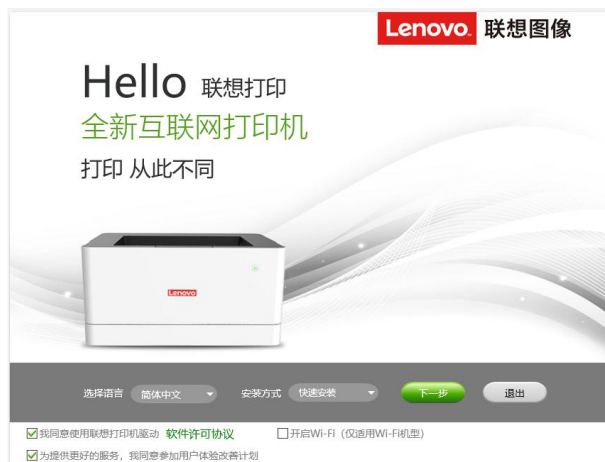 Lenovo. 联想图像
Hello 联想打印
全新互联网打印机
打印 从此不同
Lenovo
选择语言 简体中文 安装方式 快速安装 下一步 退出
我同意使用联想打印机驱动 软件许可协议 开启Wi-Fi（仅适用Wi-Fi机型）
为提供更好的服务，我同意参加用户体验改善计划